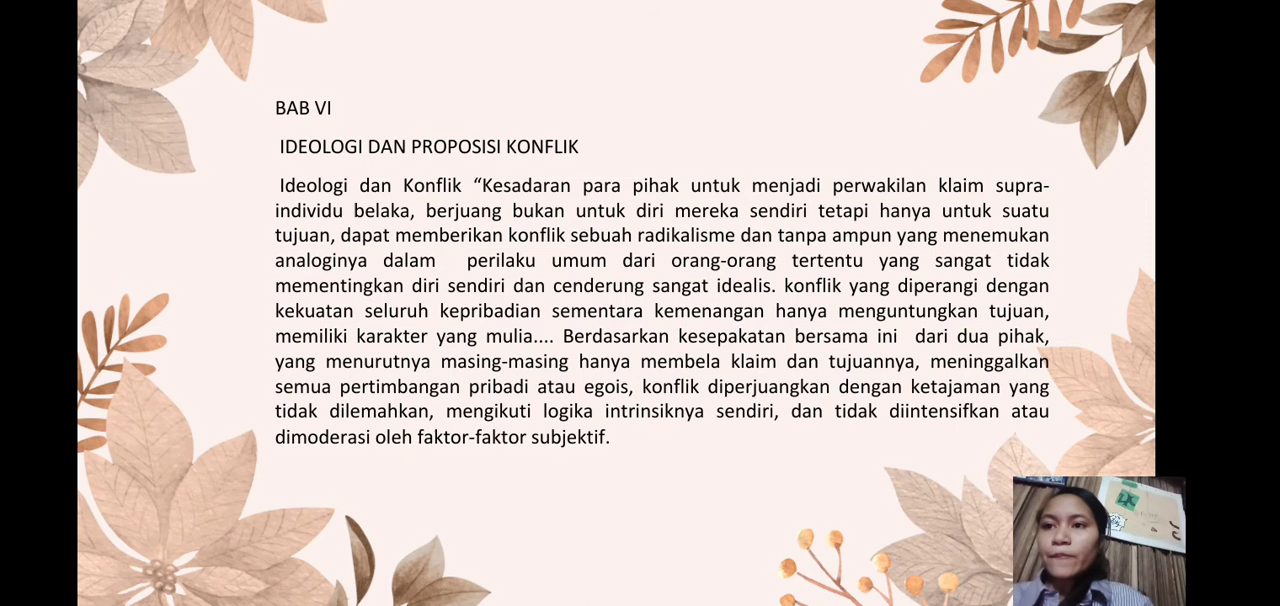 BAB VI
IDEOLOGI DAN PROPOSISI KONFLIK
Ideologi dan Konflik “Kesadaran para pihak untuk menjadi perwakilan klaim supra-
individu belaka, berjuang bukan untuk diri mereka sendiri tetapi hanya untuk suatu
tujuan, dapat memberikan konflik sebuah radikalisme dan tanpa ampun yang menemukan
analoginya dalam perilaku umum dari orang-orang tertentu yang sangat tidak
mementingkan diri sendiri dan cenderung sangat idealis. konflik yang diperangi dengan
kekuatan seluruh kepribadian sementara kemenangan hanya menguntungkan tujuan,
memiliki karakter yang mulia.... Berdasarkan kesepakatan bersama ini dari dua pihak,
yang menurutnya masing-masing hanya membela klaim dan tujuannya, meninggalkan
semua pertimbangan pribadi atau egois, konflik diperjuangkan dengan ketajaman yang
tidak dilemahkan, mengikuti logika intrinsiknya sendiri, dan tidak diintensifkan atau
dimoderasi oleh faktor-faktor subjektif.